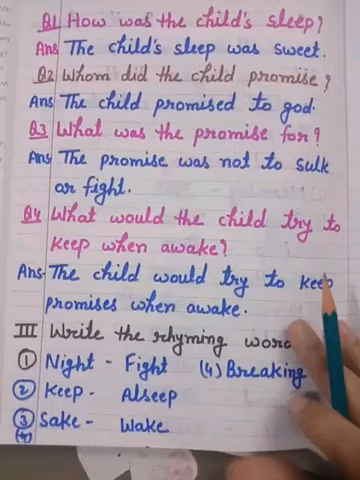 Q1 How was the child's sleep?
Ans The child's sleep was sweet.
Q2 Whom did the child promise?
Ans The child promised to god.
Q3 What was the promise for?
Ans The promise was not to sulk
or fight.
Q4 What would the child try to
keep when awake?
Ans- The child would try to keep
promises when awake.
III Write the rhyming word
① Night - Fight (4) Breaking
② Keep - Alseep
③ Sake - Wake
(4)